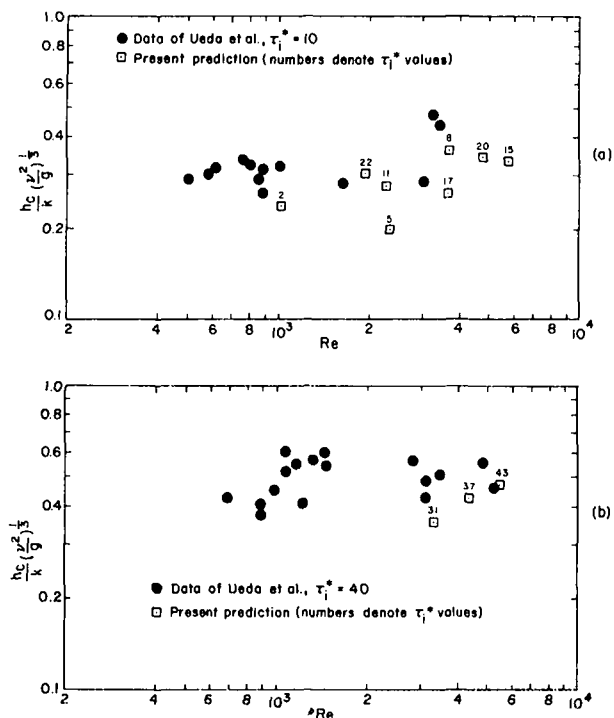 1.0
0.8
0.6
0.4
0.2
0.1
● Data of Ueda et al., τi* = 10
⊡ Present prediction (numbers denote τi* values)
hc/k (ν²/g)^1/3
(a)
2
22
11
5
8
17
20
15
2 4 6 8 10³ 2 4 6 8 10⁴
Re
1.0
0.8
0.6
0.4
0.2
0.1
hc/k (ν²/g)^1/3
(b)
31
37
43
● Data of Ueda et al., τi* = 40
⊡ Present prediction (numbers denote τi* values)
2 4 6 8 10³ 2 4 6 8 10⁴
Re